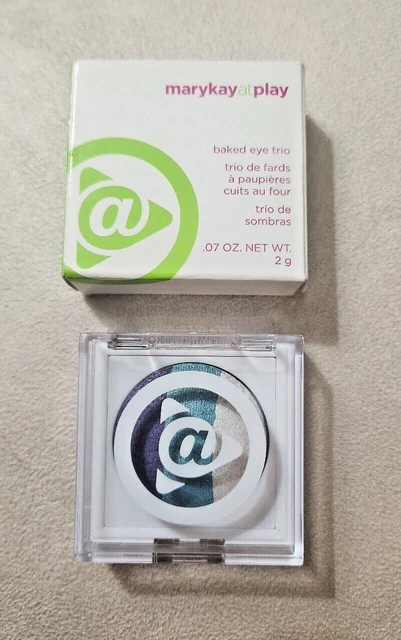 marykayatplay
baked eye trio
trio de fards
à paupières
cuits au four
trio de
sombras
.07 OZ. NET WT.
2 g
@
@